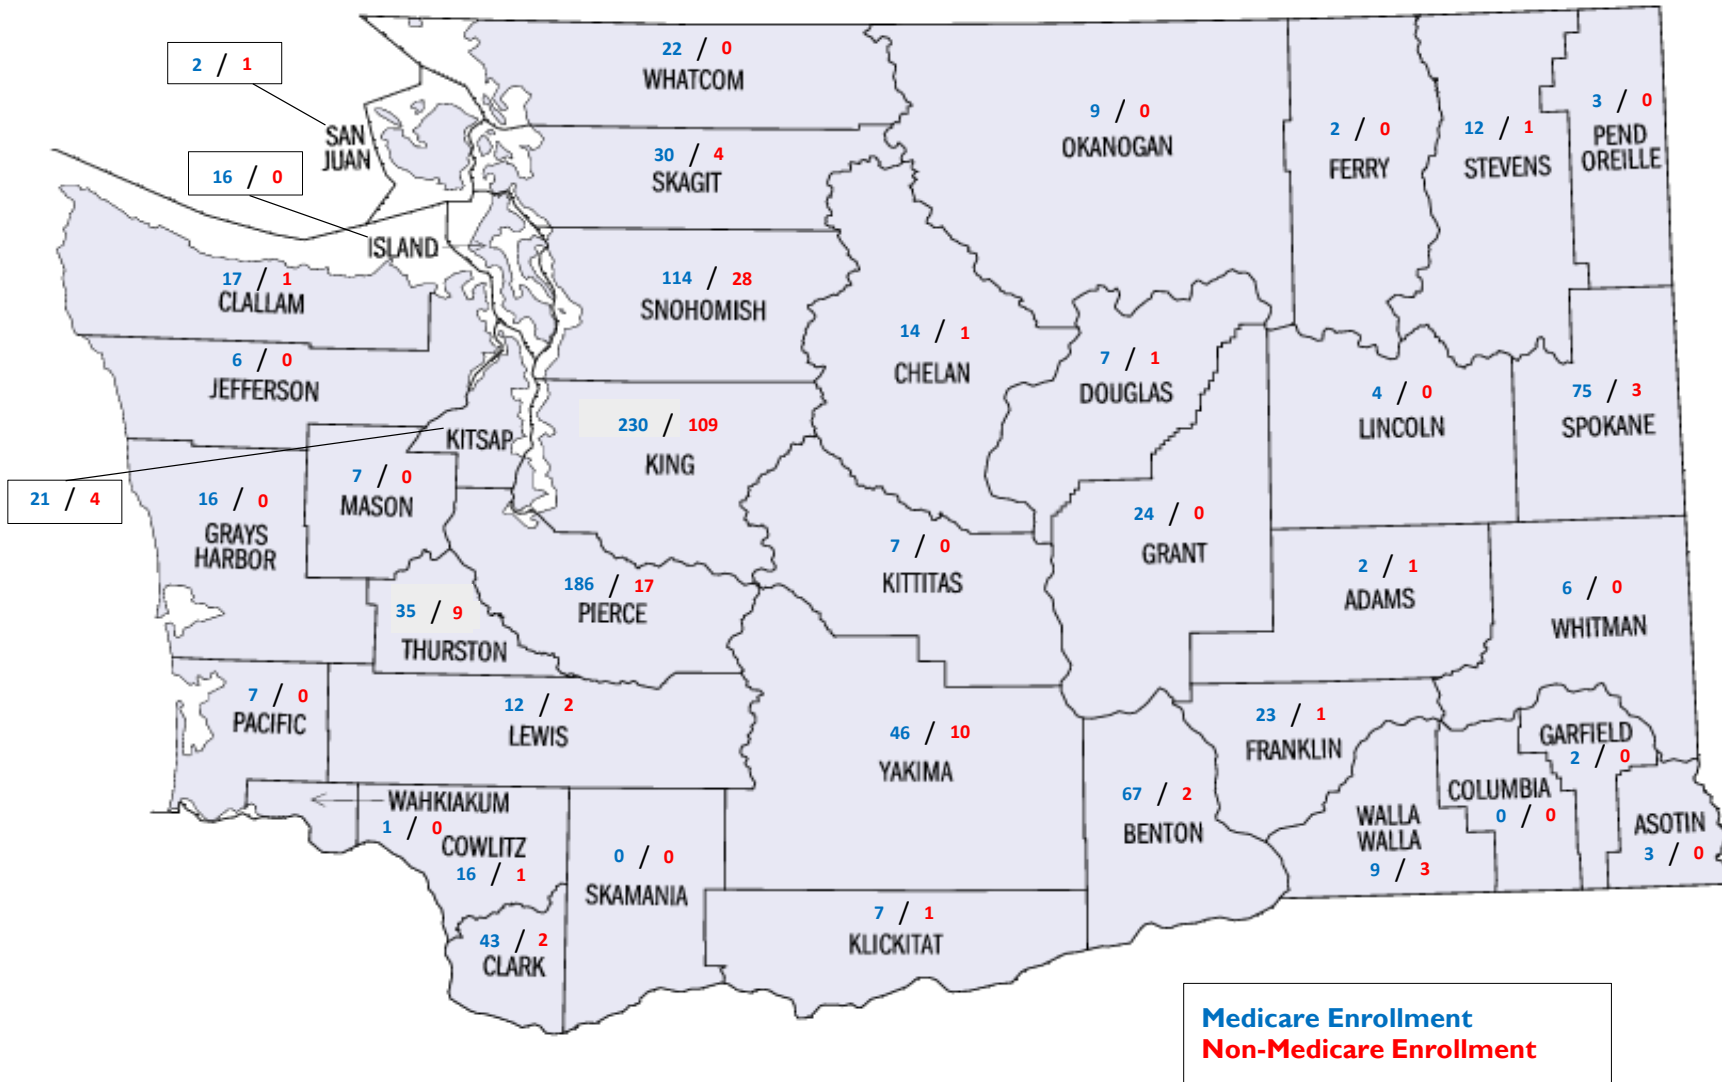 22 / 0
WHATCOM
2 / 1
SAN
JUAN
9 / 0
OKANOGAN
2 / 0
FERRY
12 / 1
STEVENS
3 / 0
PEND
OREILLE
30 / 4
SKAGIT
16 / 0
ISLAND
17 / 1
CLALLAM
114 / 28
SNOHOMISH
14 / 1
CHELAN
7 / 1
DOUGLAS
6 / 0
JEFFERSON
4 / 0
LINCOLN
75 / 3
SPOKANE
230 / 109
KING
KITSAP
21 / 4
7 / 0
MASON
16 / 0
GRAYS
HARBOR
24 / 0
GRANT
7 / 0
KITTITAS
186 / 17
PIERCE
35 / 9
THURSTON
2 / 1
ADAMS
6 / 0
WHITMAN
7 / 0
PACIFIC
12 / 2
LEWIS
46 / 10
YAKIMA
23 / 1
FRANKLIN
GARFIELD
2 / 0
67 / 2
BENTON
WALLA
WALLA
9 / 3
COLUMBIA
0 / 0
ASOTIN
3 / 0
WAHKIAKUM
1 / 0
COWLITZ
16 / 1
0 / 0
SKAMANIA
43 / 2
CLARK
7 / 1
KLICKITAT
Medicare Enrollment
Non-Medicare Enrollment